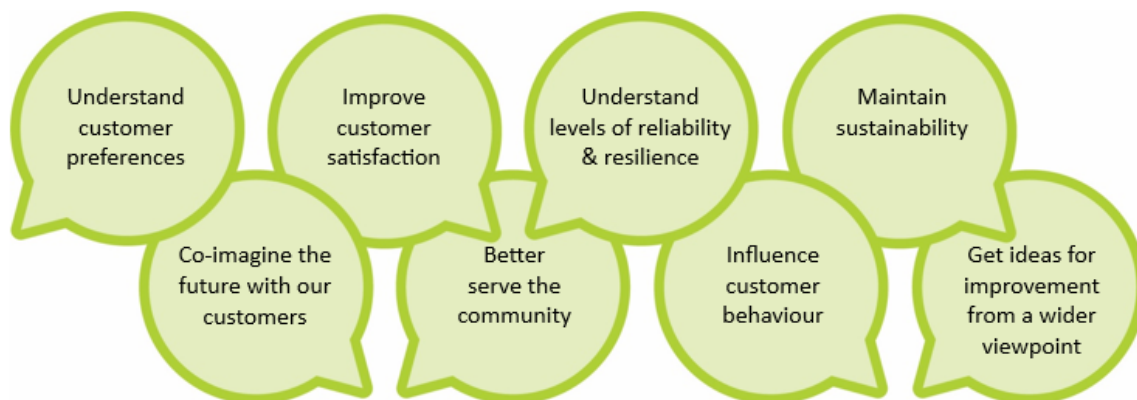 Understand
customer
preferences
Improve
customer
satisfaction
Understand
levels of reliability
& resilience
Maintain
sustainability
Co-imagine the
future with our
customers
Better
serve the
community
Influence
customer
behaviour
Get ideas for
improvement
from a wider
viewpoint